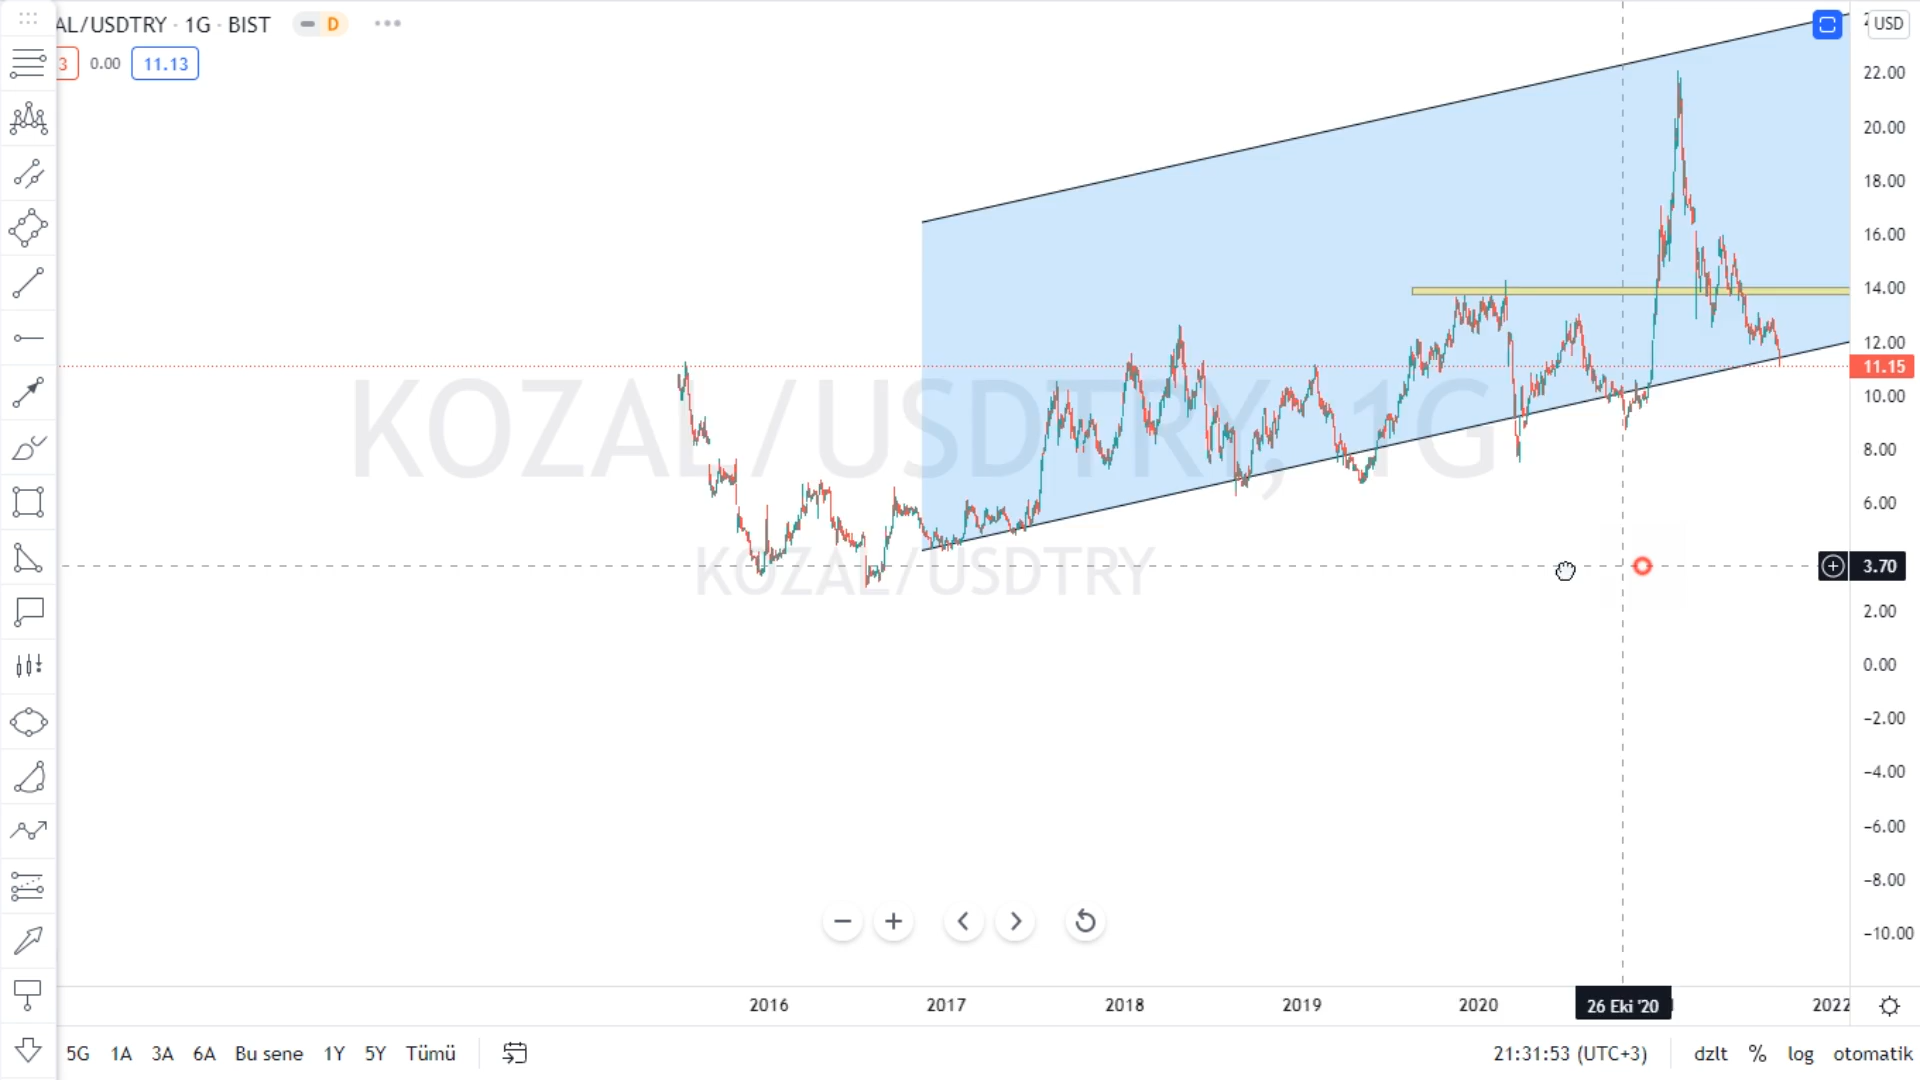 AL/USDTRY · 1G · BIST
D
USD
3
0.00
11.13
22.00
20.00
18.00
16.00
14.00
12.00
11.15
10.00
8.00
6.00
3.70
2.00
0.00
−2.00
−4.00
−6.00
−8.00
−10.00
KOZAL/USDTRY, 1G
KOZAL/USDTRY
2016
2017
2018
2019
2020
26 Eki '20
2022
5G
1A
3A
6A
Bu sene
1Y
5Y
Tümü
21:31:53 (UTC+3)
dzlt
%
log
otomatik